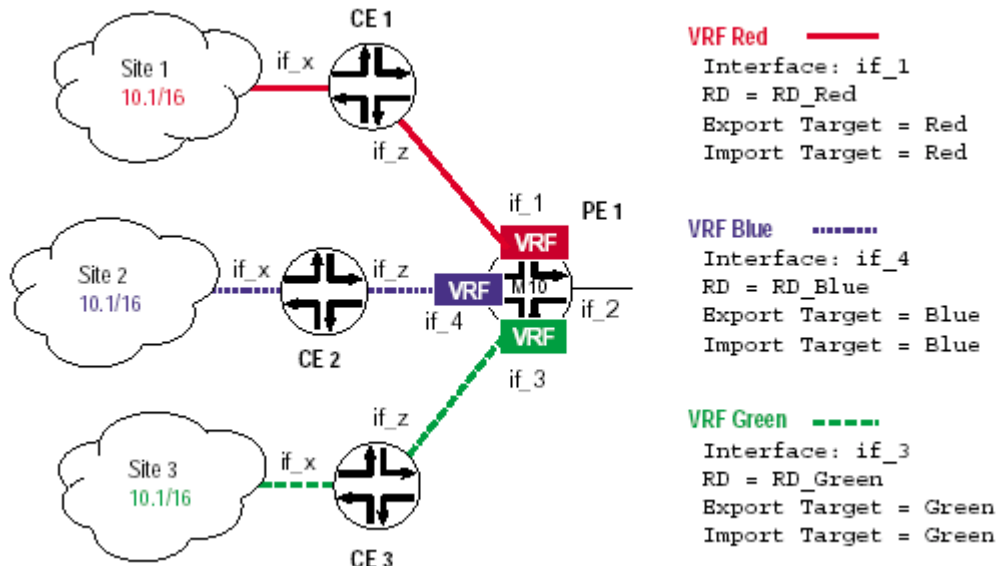 CE 1
if_x
Site 1
10.1/16
if_z
if_1
PE 1
VRF
Site 2
10.1/16
if_x
if_z
VRF
M10
if_4
if_2
CE 2
VRF
if_3
if_z
Site 3
10.1/16
if_x
CE 3
VRF Red
Interface: if_1
RD = RD_Red
Export Target = Red
Import Target = Red
VRF Blue
Interface: if_4
RD = RD_Blue
Export Target = Blue
Import Target = Blue
VRF Green
Interface: if_3
RD = RD_Green
Export Target = Green
Import Target = Green